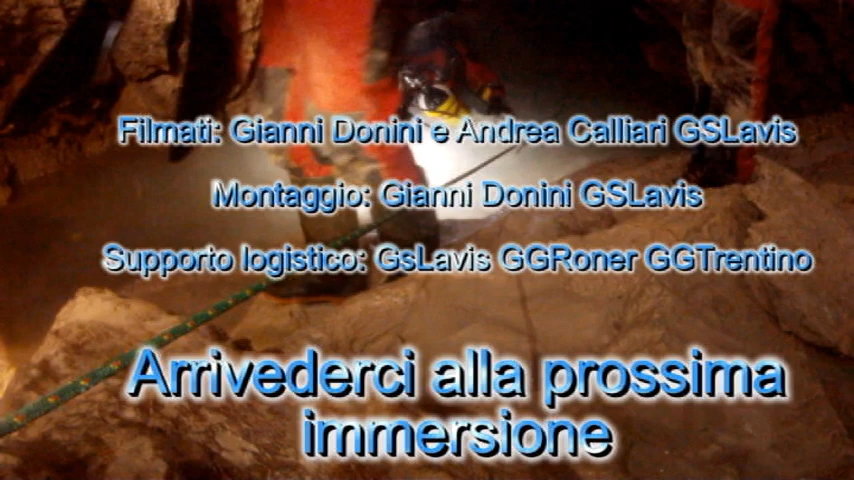 Filmati: Gianni Donini e Andrea Calliari GSLavis
Montaggio: Gianni Donini GSLavis
Supporto logistico: GsLavis GGRoner GGTrentino
Arrivederci alla prossima
immersione